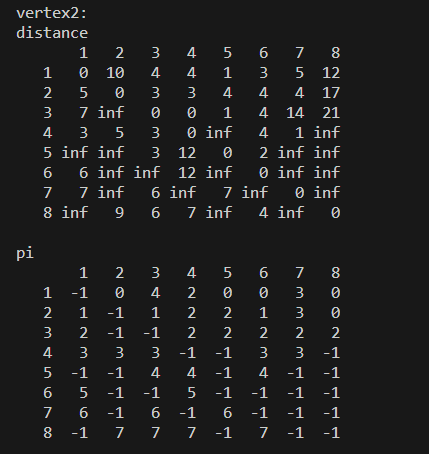 vertex2:
distance
1 2 3 4 5 6 7 8
1 0 10 4 4 1 3 5 12
2 5 0 3 3 4 4 4 17
3 7 inf 0 0 1 4 14 21
4 3 5 3 0 inf 4 1 inf
5 inf inf 3 12 0 2 inf inf
6 6 inf inf 12 inf 0 inf inf
7 7 inf 6 inf 7 inf 0 inf
8 inf 9 6 7 inf 4 inf 0
pi
1 2 3 4 5 6 7 8
1 -1 0 4 2 0 0 3 0
2 1 -1 1 2 2 1 3 0
3 2 -1 -1 2 2 2 2 2
4 3 3 3 -1 -1 3 3 -1
5 -1 -1 4 4 -1 4 -1 -1
6 5 -1 -1 5 -1 -1 -1 -1
7 6 -1 6 -1 6 -1 -1 -1
8 -1 7 7 7 -1 7 -1 -1